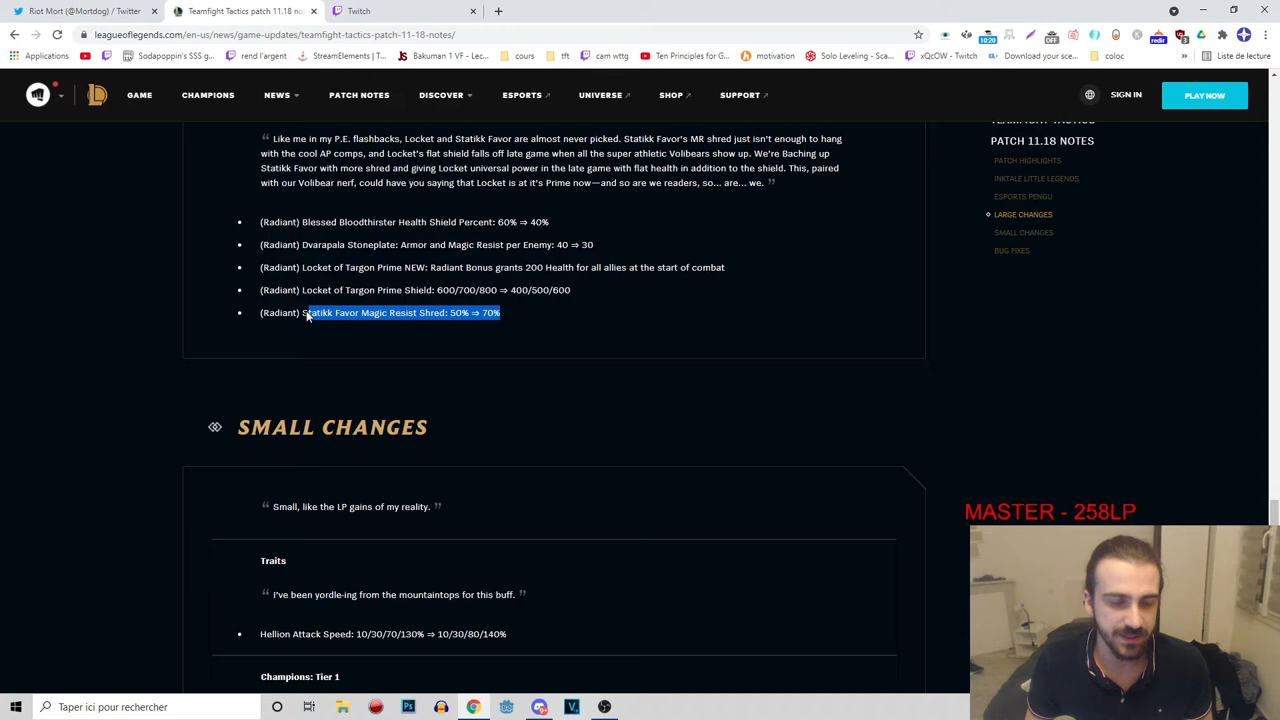 Riot Mort (@Mortdog) / Twitter
Teamfight Tactics patch 11.18 no
Twitch
leagueoflegends.com/en-us/news/game-updates/teamfight-tactics-patch-11-18-notes/
10:20
OFF
redir
3
Applications
Sodapoppin's SSS g...
rend l'argent
StreamElements | T...
Bakuman 1 VF - Lec...
cours
tft
cam wttg
Ten Principles for G...
motivation
Solo Leveling - Sca...
xQcOW - Twitch
Download your sce...
coloc
»
Liste de lecture
GAME
CHAMPIONS
NEWS
PATCH NOTES
DISCOVER
ESPORTS
UNIVERSE
SHOP
SUPPORT
SIGN IN
PLAY NOW
TEAMFIGHT TACTICS
PATCH 11.18 NOTES
PATCH HIGHLIGHTS
INKTALE LITTLE LEGENDS
ESPORTS PENGU
LARGE CHANGES
SMALL CHANGES
BUG FIXES
" Like me in my P.E. flashbacks, Locket and Statikk Favor are almost never picked. Statikk Favor's MR shred just isn't enough to hang
with the cool AP comps, and Locket's flat shield falls off late game when all the super athletic Volibears show up. We're Baching up
Statikk Favor with more shred and giving Locket universal power in the late game with flat health in addition to the shield. This, paired
with our Volibear nerf, could have you saying that Locket is at it's Prime now—and so are we readers, so... are... we. "
• (Radiant) Blessed Bloodthirster Health Shield Percent: 60% ⇒ 40%
• (Radiant) Dvarapala Stoneplate: Armor and Magic Resist per Enemy: 40 ⇒ 30
• (Radiant) Locket of Targon Prime NEW: Radiant Bonus grants 200 Health for all allies at the start of combat
• (Radiant) Locket of Targon Prime Shield: 600/700/800 ⇒ 400/500/600
• (Radiant) Statikk Favor Magic Resist Shred: 50% ⇒ 70%
SMALL CHANGES
" Small, like the LP gains of my reality. "
Traits
" I've been yordle-ing from the mountaintops for this buff. "
• Hellion Attack Speed: 10/30/70/130% ⇒ 10/30/80/140%
Champions: Tier 1
MASTER - 258LP
Taper ici pour rechercher